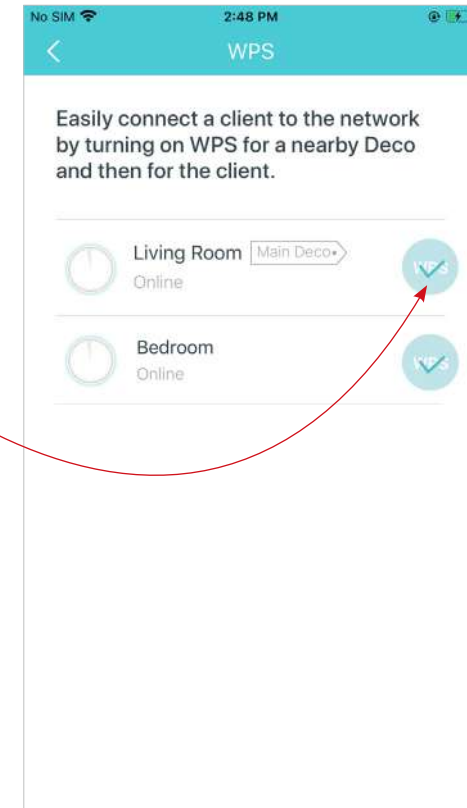 No SIM 2:48 PM
WPS
Easily connect a client to the network
by turning on WPS for a nearby Deco
and then for the client.
Living Room Main Deco
Online
WPS
Bedroom
Online
WPS